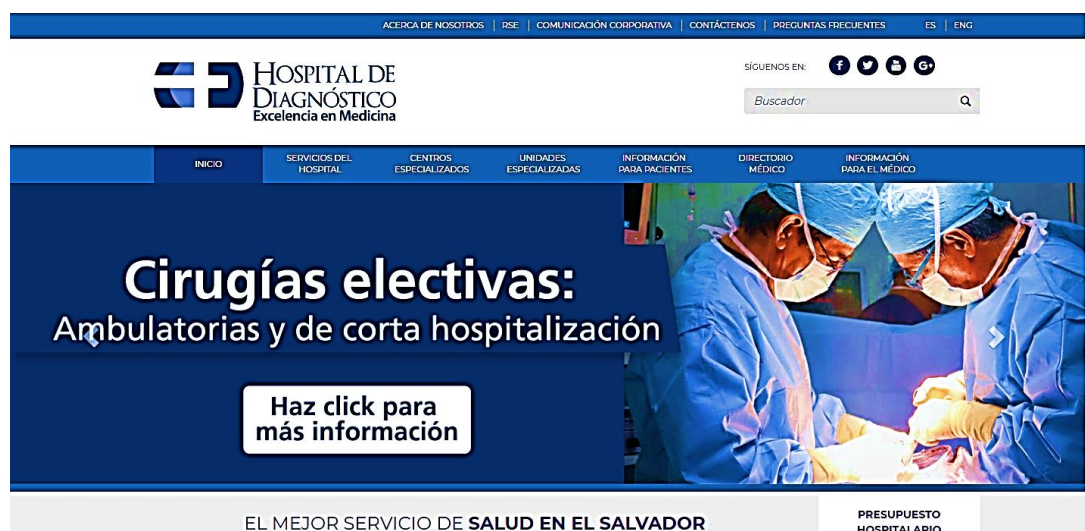 ACERCA DE NOSOTROS | RSE | COMUNICACIÓN CORPORATIVA | CONTÁCTENOS | PREGUNTAS FRECUENTES ES | ENG
HOSPITAL DE
DIAGNÓSTICO
Excelencia en Medicina
SÍGUENOS EN:
Buscador
INICIO
SERVICIOS DEL
HOSPITAL
CENTROS
ESPECIALIZADOS
UNIDADES
ESPECIALIZADAS
INFORMACIÓN
PARA PACIENTES
DIRECTORIO
MÉDICO
INFORMACIÓN
PARA EL MÉDICO
Cirugías electivas:
Ambulatorias y de corta hospitalización
Haz click para
más información
EL MEJOR SERVICIO DE SALUD EN EL SALVADOR
PRESUPUESTO
HOSPITALARIO